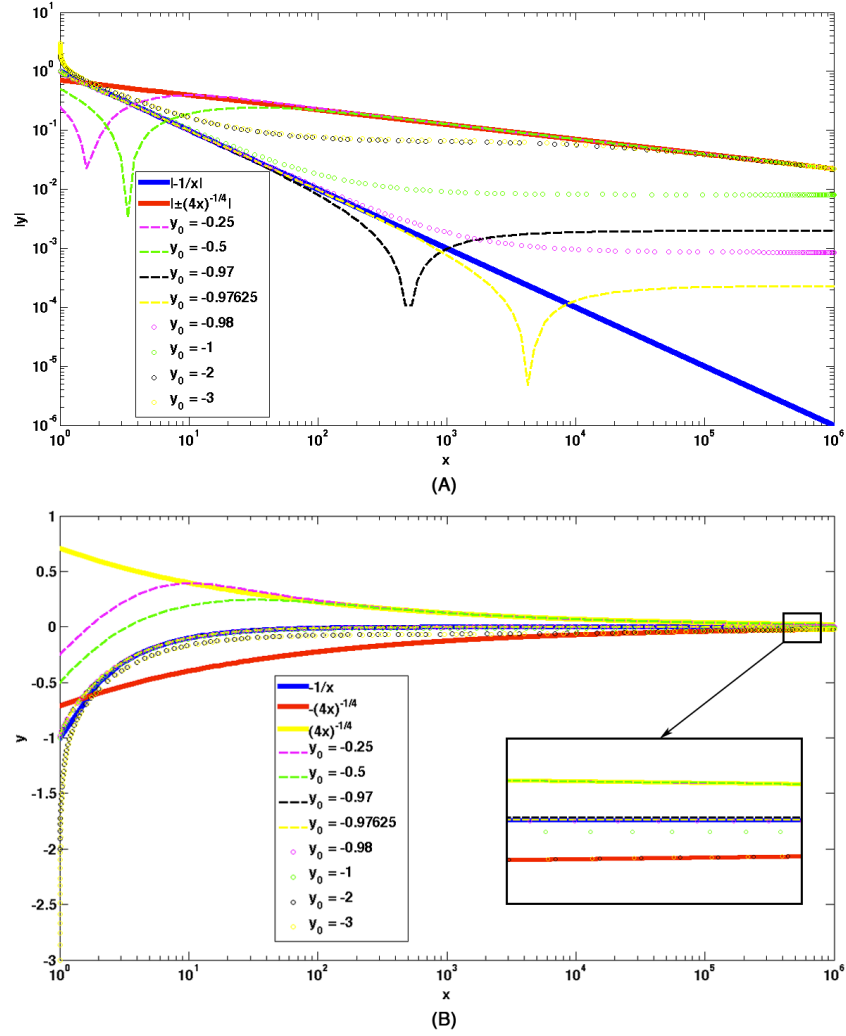 10^1
10^0
10^-1
10^-2
10^-3
10^-4
10^-5
10^-6
|y|
|-1/x|
|±(4x)^-1/4|
y_0 = -0.25
y_0 = -0.5
y_0 = -0.97
y_0 = -0.97625
y_0 = -0.98
y_0 = -1
y_0 = -2
y_0 = -3
10^0
10^1
10^2
10^3
10^4
10^5
10^6
x
(A)
1
0.5
0
-0.5
-1
-1.5
-2
-2.5
-3
y
-1/x
-(4x)^-1/4
(4x)^-1/4
y_0 = -0.25
y_0 = -0.5
y_0 = -0.97
y_0 = -0.97625
y_0 = -0.98
y_0 = -1
y_0 = -2
y_0 = -3
10^0
10^1
10^2
10^3
10^4
10^5
10^6
x
(B)